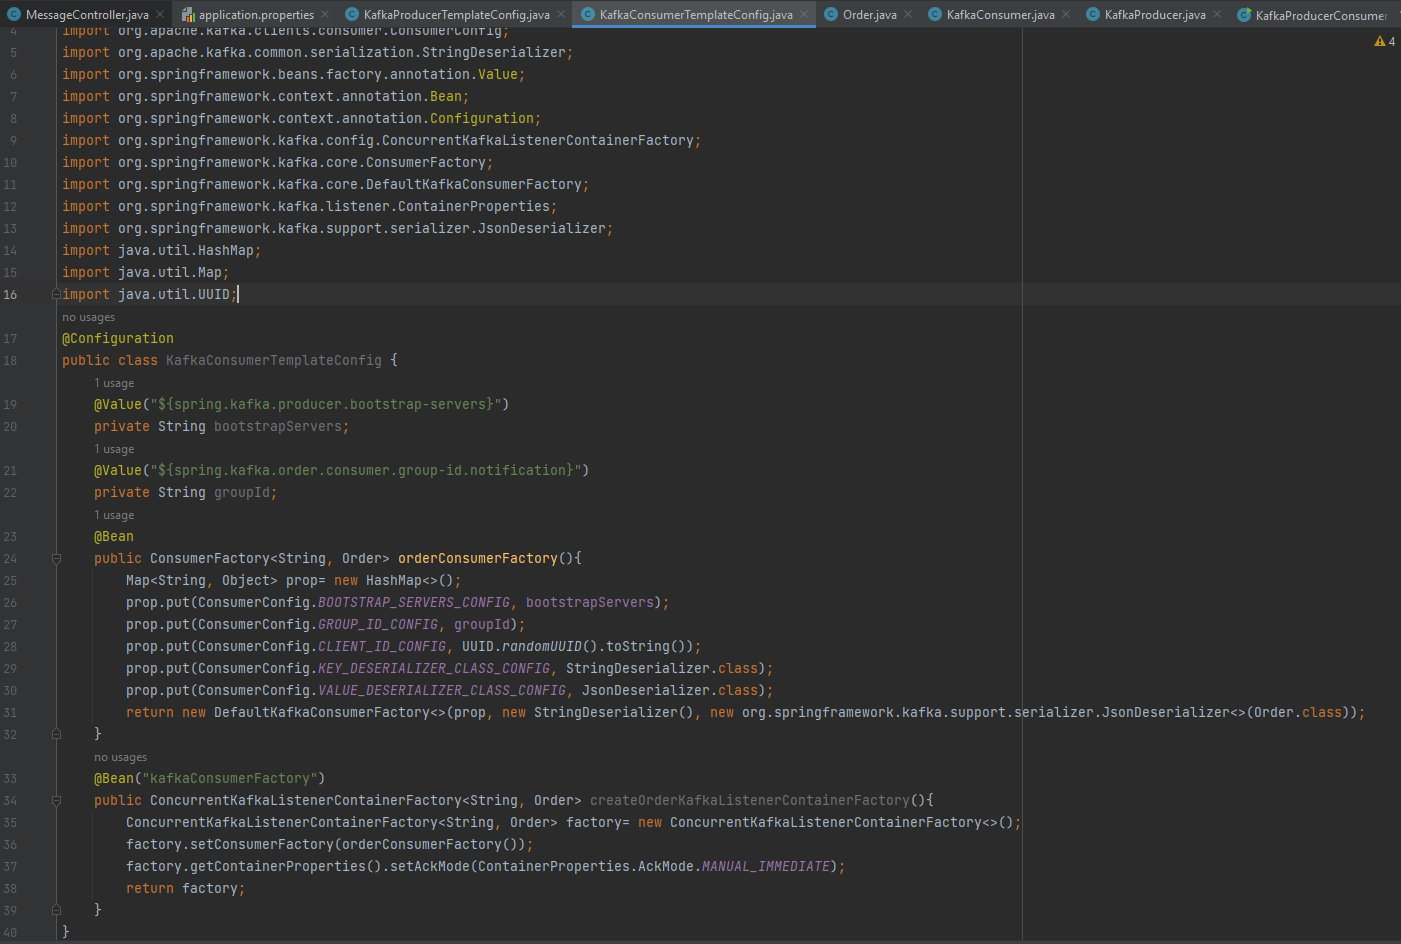 MessageController.java application.properties KafkaProducerTemplateConfig.java KafkaConsumerTemplateConfig.java Order.java KafkaConsumer.java KafkaProducer.java KafkaProducerConsumer
4 import org.apache.kafka.clients.consumer.ConsumerConfig;
4
5 import org.apache.kafka.common.serialization.StringDeserializer;
6 import org.springframework.beans.factory.annotation.Value;
7 import org.springframework.context.annotation.Bean;
8 import org.springframework.context.annotation.Configuration;
9 import org.springframework.kafka.config.ConcurrentKafkaListenerContainerFactory;
10 import org.springframework.kafka.core.ConsumerFactory;
11 import org.springframework.kafka.core.DefaultKafkaConsumerFactory;
12 import org.springframework.kafka.listener.ContainerProperties;
13 import org.springframework.kafka.support.serializer.JsonDeserializer;
14 import java.util.HashMap;
15 import java.util.Map;
16 import java.util.UUID;
no usages
17 @Configuration
18 public class KafkaConsumerTemplateConfig {
1 usage
19 @Value("${spring.kafka.producer.bootstrap-servers}")
20 private String bootstrapServers;
1 usage
21 @Value("${spring.kafka.order.consumer.group-id.notification}")
22 private String groupId;
1 usage
23 @Bean
24 public ConsumerFactory<String, Order> orderConsumerFactory(){
25 Map<String, Object> prop= new HashMap<>();
26 prop.put(ConsumerConfig.BOOTSTRAP_SERVERS_CONFIG, bootstrapServers);
27 prop.put(ConsumerConfig.GROUP_ID_CONFIG, groupId);
28 prop.put(ConsumerConfig.CLIENT_ID_CONFIG, UUID.randomUUID().toString());
29 prop.put(ConsumerConfig.KEY_DESERIALIZER_CLASS_CONFIG, StringDeserializer.class);
30 prop.put(ConsumerConfig.VALUE_DESERIALIZER_CLASS_CONFIG, JsonDeserializer.class);
31 return new DefaultKafkaConsumerFactory<>(prop, new StringDeserializer(), new org.springframework.kafka.support.serializer.JsonDeserializer<>(Order.class));
32 }
no usages
33 @Bean("kafkaConsumerFactory")
34 public ConcurrentKafkaListenerContainerFactory<String, Order> createOrderKafkaListenerContainerFactory(){
35 ConcurrentKafkaListenerContainerFactory<String, Order> factory= new ConcurrentKafkaListenerContainerFactory<>();
36 factory.setConsumerFactory(orderConsumerFactory());
37 factory.getContainerProperties().setAckMode(ContainerProperties.AckMode.MANUAL_IMMEDIATE);
38 return factory;
39 }
40 }